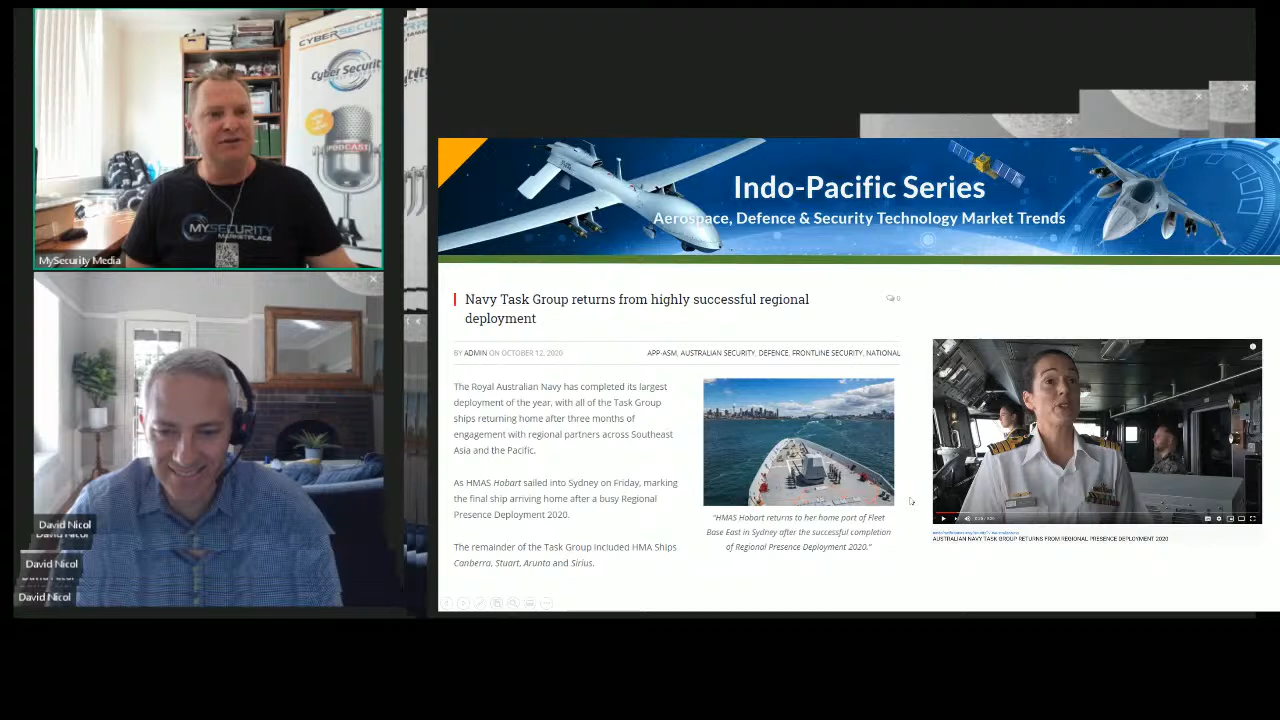 CYBERSECUR
Cyber Securit
PODCAST
MYSECURITY
MARKETPLACE
MySecurity Media
David Nicol
David Nicol
David Nicol
David Nicol
David Nicol
Indo-Pacific Series
Aerospace, Defence & Security Technology Market Trends
Navy Task Group returns from highly successful regional
deployment
0
BY ADMIN ON OCTOBER 12, 2020
APP-ASM, AUSTRALIAN SECURITY, DEFENCE, FRONTLINE SECURITY, NATIONAL
The Royal Australian Navy has completed its largest
deployment of the year, with all of the Task Group
ships returning home after three months of
engagement with regional partners across Southeast
Asia and the Pacific.
As HMAS Hobart sailed into Sydney on Friday, marking
the final ship arriving home after a busy Regional
Presence Deployment 2020.
The remainder of the Task Group included HMA Ships
Canberra, Stuart, Arunta and Sirius.
"HMAS Hobart returns to her home port of Fleet
Base East in Sydney after the successful completion
of Regional Presence Deployment 2020."
AUSTRALIAN NAVY TASK GROUP RETURNS FROM REGIONAL PRESENCE DEPLOYMENT 2020